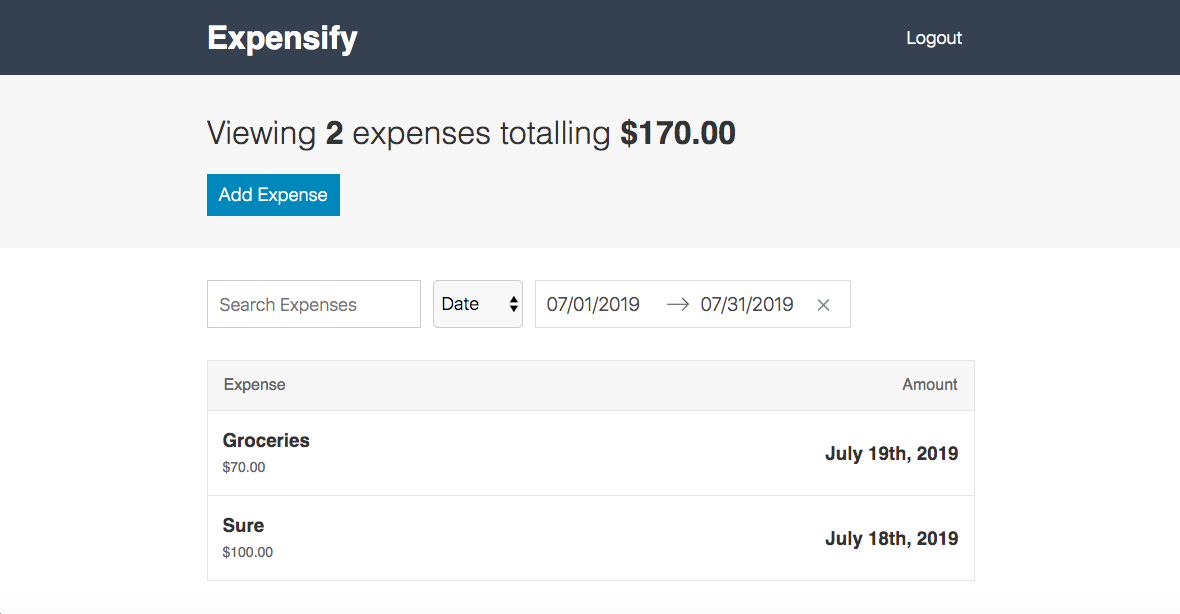 Expensify Logout
Viewing 2 expenses totalling $170.00
Add Expense
Search Expenses Date 07/01/2019 → 07/31/2019 ×
Expense Amount
Groceries
$70.00
July 19th, 2019
Sure
$100.00
July 18th, 2019